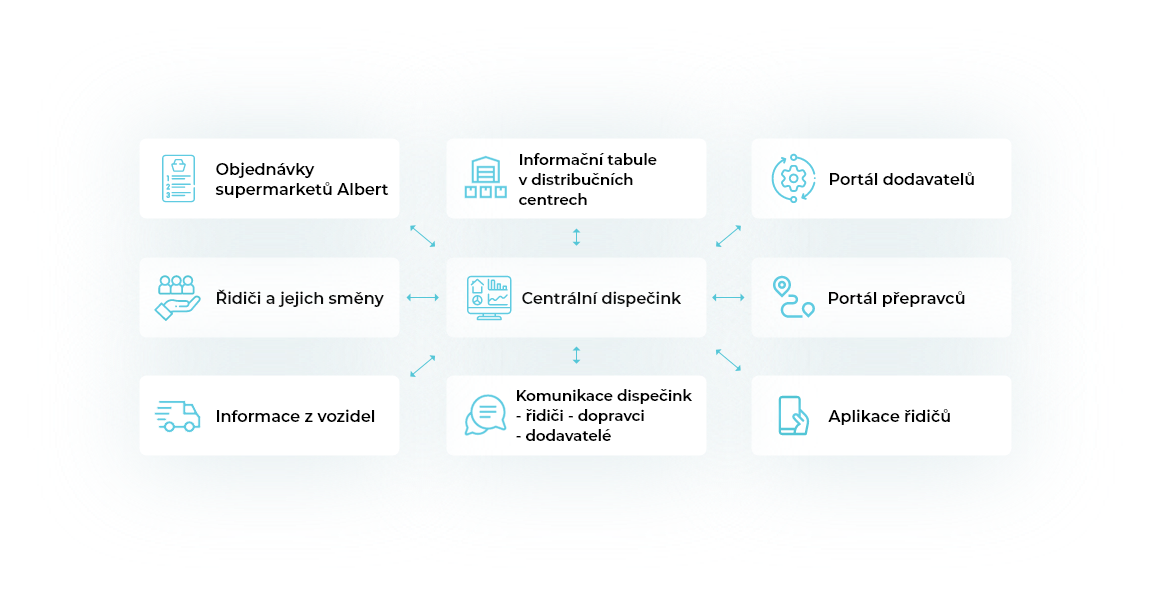 Objednávky
supermarketů Albert
Informační tabule
v distribučních
centrech
Portál dodavatelů
Řidiči a jejich směny
Centrální dispečink
Portál přepravců
Informace z vozidel
Komunikace dispečink
- řidiči - dopravci
- dodavatelé
Aplikace řidičů